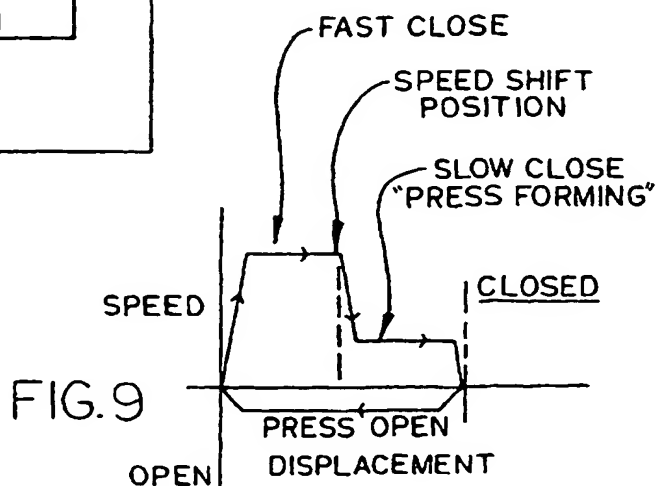 FAST CLOSE
SPEED SHIFT
POSITION
SLOW CLOSE
"PRESS FORMING"
CLOSED
SPEED
FIG. 9
PRESS OPEN
DISPLACEMENT
OPEN